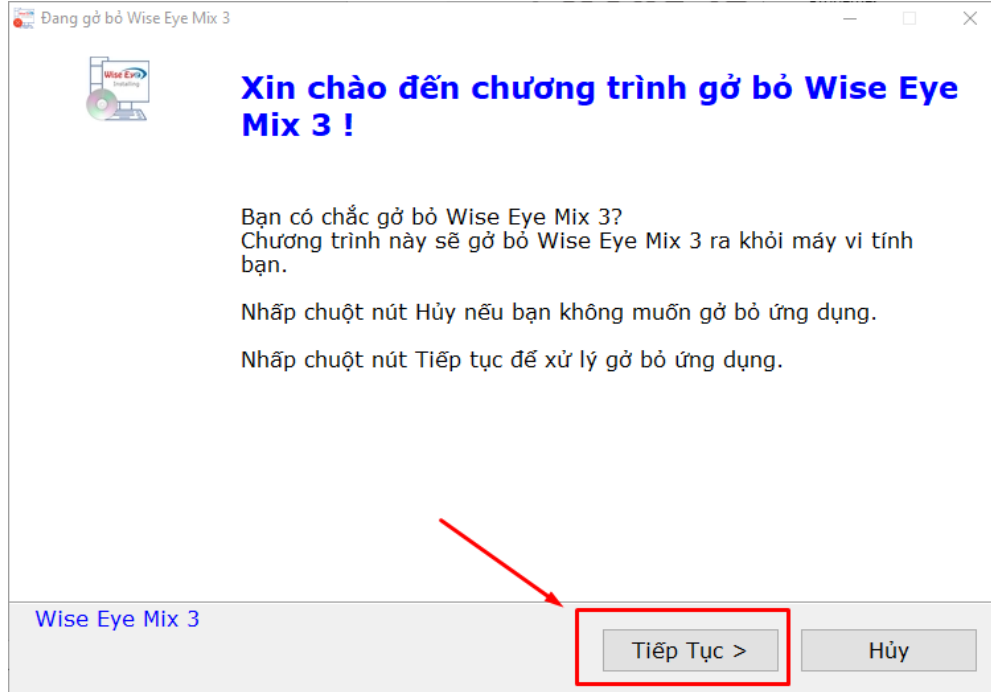 Đang gở bỏ Wise Eye Mix 3
Wise Eye
Installing
Xin chào đến chương trình gở bỏ Wise Eye
Mix 3 !
Bạn có chắc gở bỏ Wise Eye Mix 3?
Chương trình này sẽ gở bỏ Wise Eye Mix 3 ra khỏi máy vi tính
bạn.
Nhấp chuột nút Hủy nếu bạn không muốn gở bỏ ứng dụng.
Nhấp chuột nút Tiếp tục để xử lý gở bỏ ứng dụng.
Wise Eye Mix 3
Tiếp Tục >
Hủy